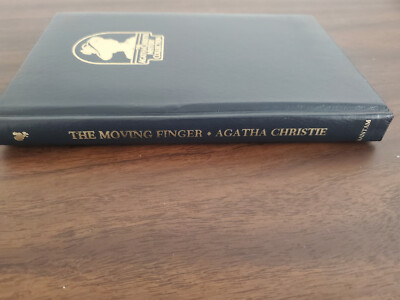 THE MOVING FINGER • AGATHA CHRISTIE
BANTAM